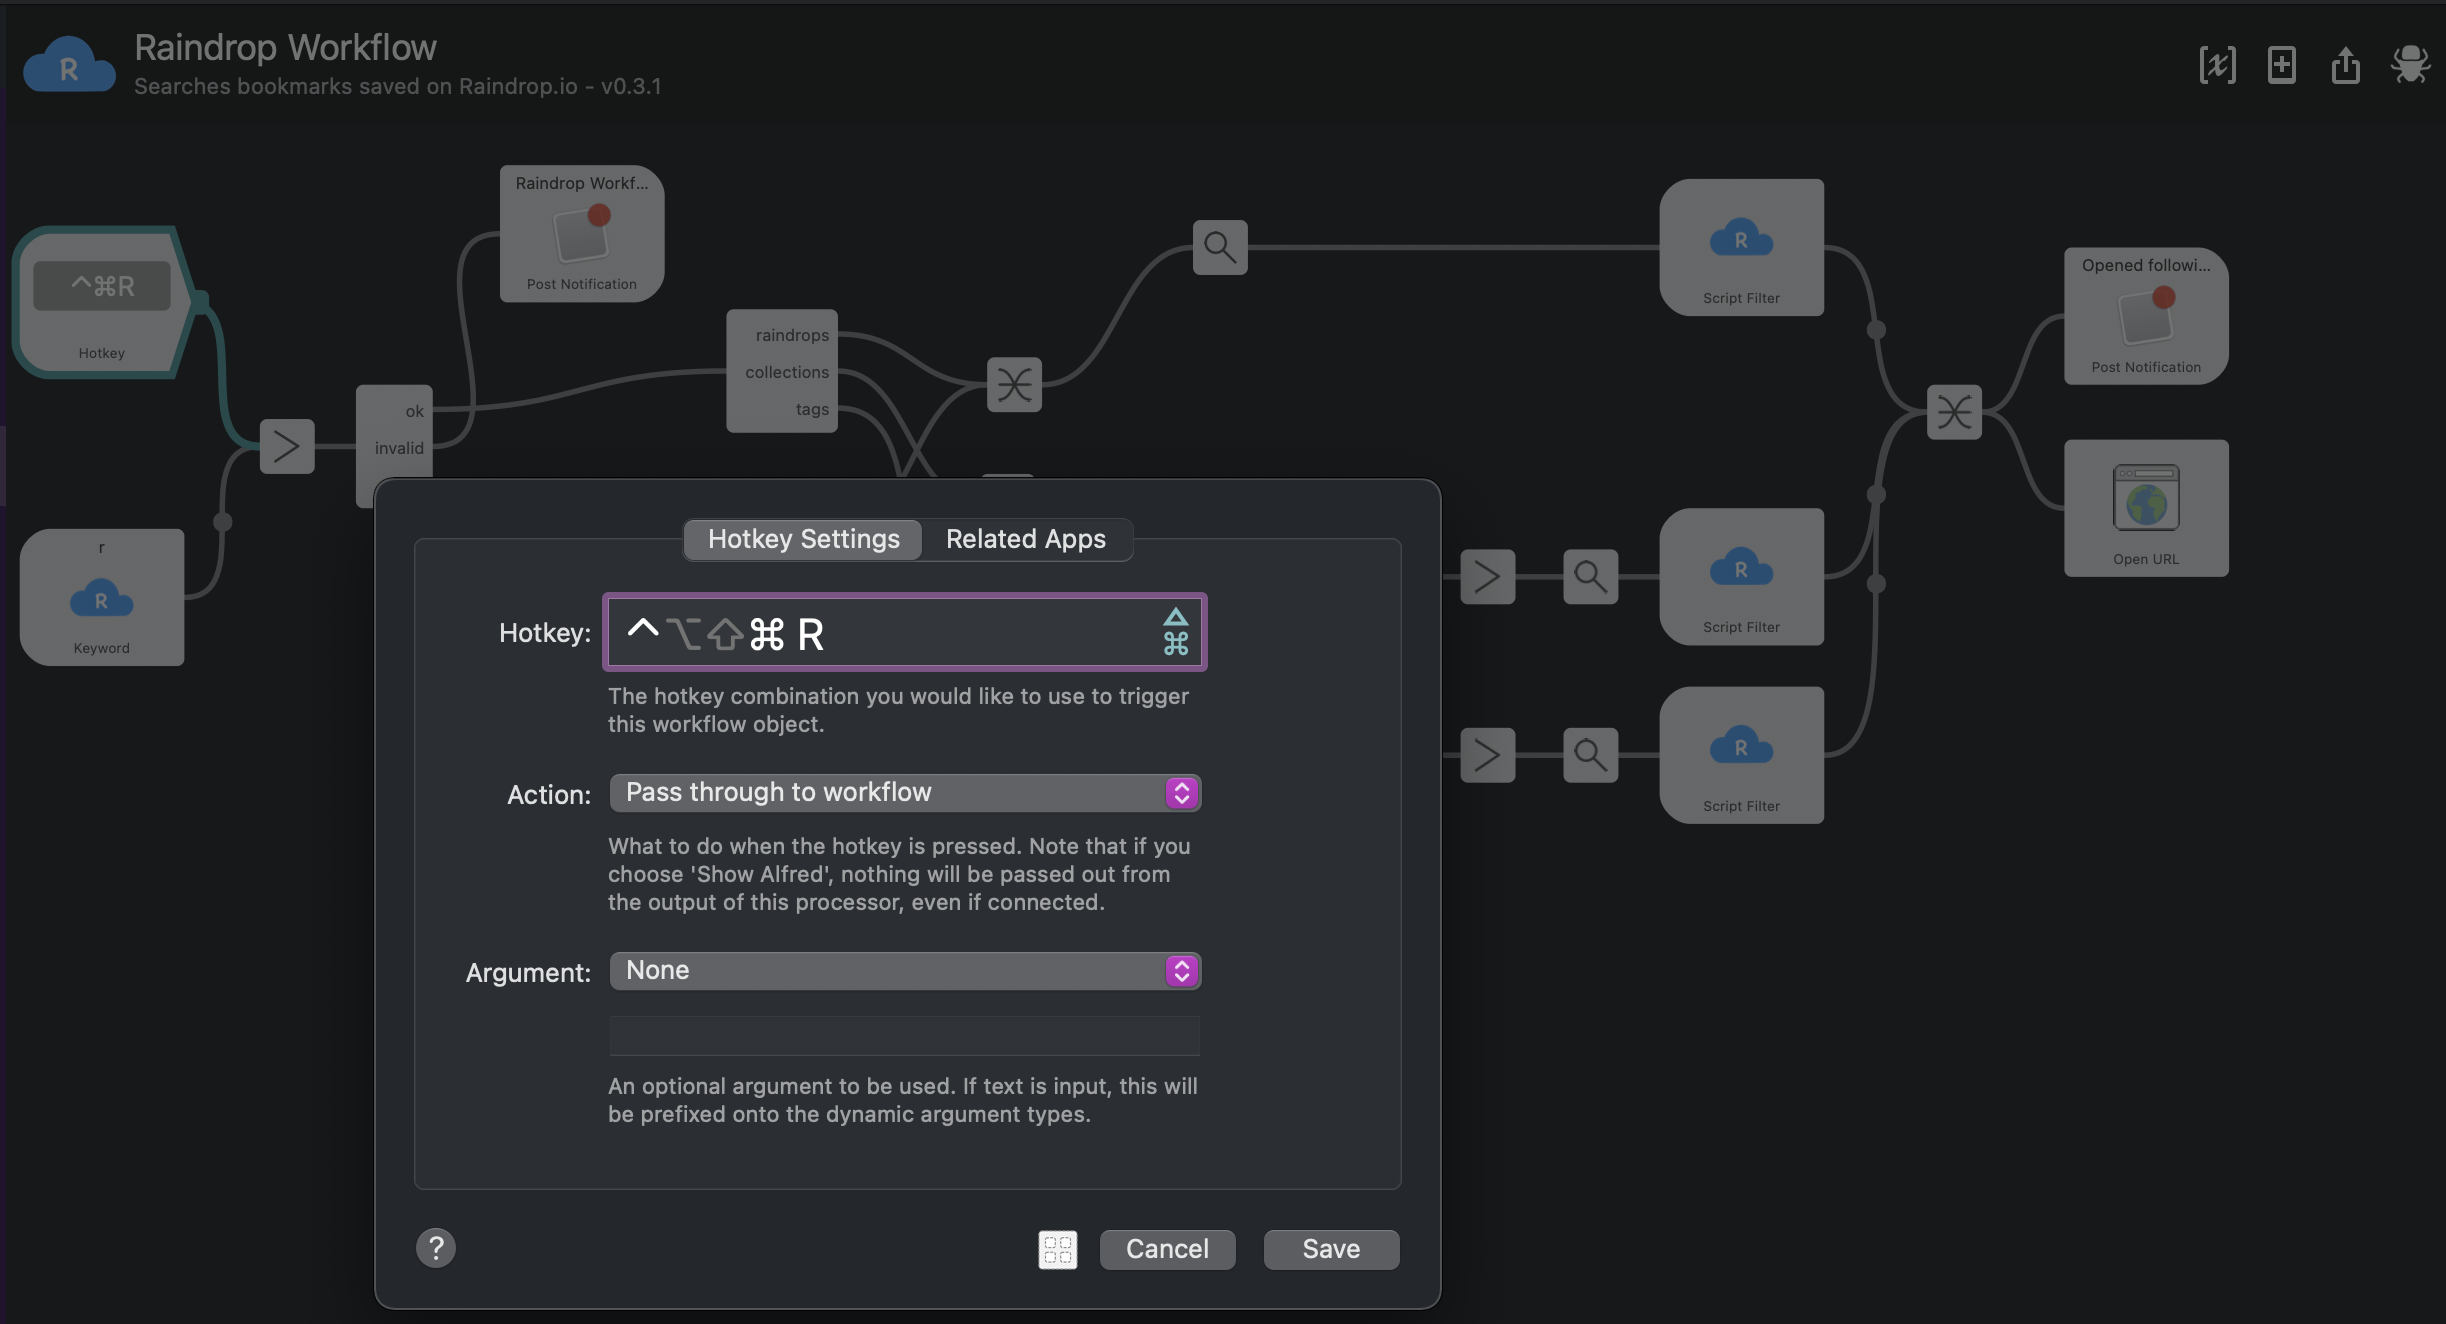 Raindrop Workflow
Searches bookmarks saved on Raindrop.io - v0.3.1
R
Raindrop Workf...
Post Notification
^⌘R
Hotkey
raindrops
collections
tags
ok
invalid
r
R
Keyword
R
Script Filter
Opened followi...
Post Notification
Open URL
R
Script Filter
R
Script Filter
Hotkey Settings
Related Apps
Hotkey:
^⌥⇧⌘ R
The hotkey combination you would like to use to trigger
this workflow object.
Action:
Pass through to workflow
What to do when the hotkey is pressed. Note that if you
choose 'Show Alfred', nothing will be passed out from
the output of this processor, even if connected.
Argument:
None
An optional argument to be used. If text is input, this will
be prefixed onto the dynamic argument types.
?
Cancel
Save